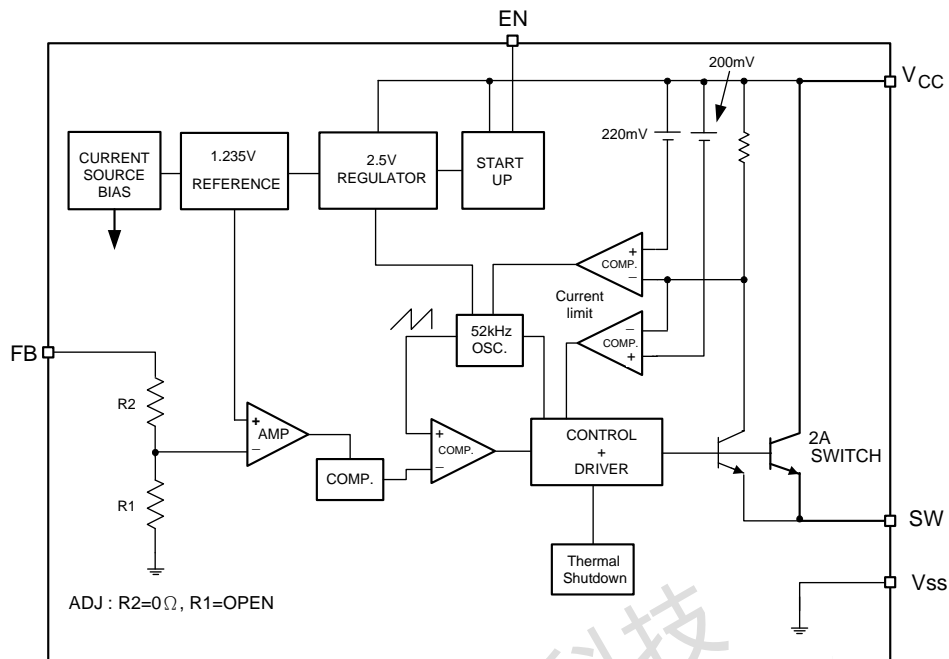 EN
200mV
VCC
220mV
CURRENT
SOURCE
BIAS
1.235V
REFERENCE
2.5V
REGULATOR
START
UP
+
COMP.
−
Current
limit
−
COMP.
+
52kHz
OSC.
FB
R2
+
AMP
−
COMP.
+
COMP.
−
CONTROL
+
DRIVER
2A
SWITCH
R1
SW
Thermal
Shutdown
Vss
ADJ : R2=0Ω, R1=OPEN
科技